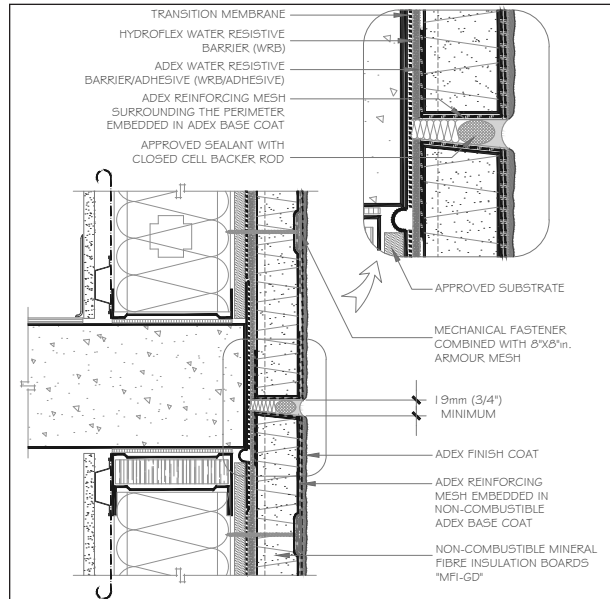 TRANSITION MEMBRANE
HYDROFLEX WATER RESISTIVE
BARRIER (WRB)
ADEX WATER RESISTIVE
BARRIER/ADHESIVE (WRB/ADHESIVE)
ADEX REINFORCING MESH
SURROUNDING THE PERIMETER
EMBEDDED IN ADEX BASE COAT
APPROVED SEALANT WITH
CLOSED CELL BACKER ROD
APPROVED SUBSTRATE
MECHANICAL FASTENER
COMBINED WITH 8"X8"in.
ARMOUR MESH
19mm (3/4")
MINIMUM
ADEX FINISH COAT
ADEX REINFORCING
MESH EMBEDDED IN
NON-COMBUSTIBLE
ADEX BASE COAT
NON-COMBUSTIBLE MINERAL
FIBRE INSULATION BOARDS
"MFI-GD"